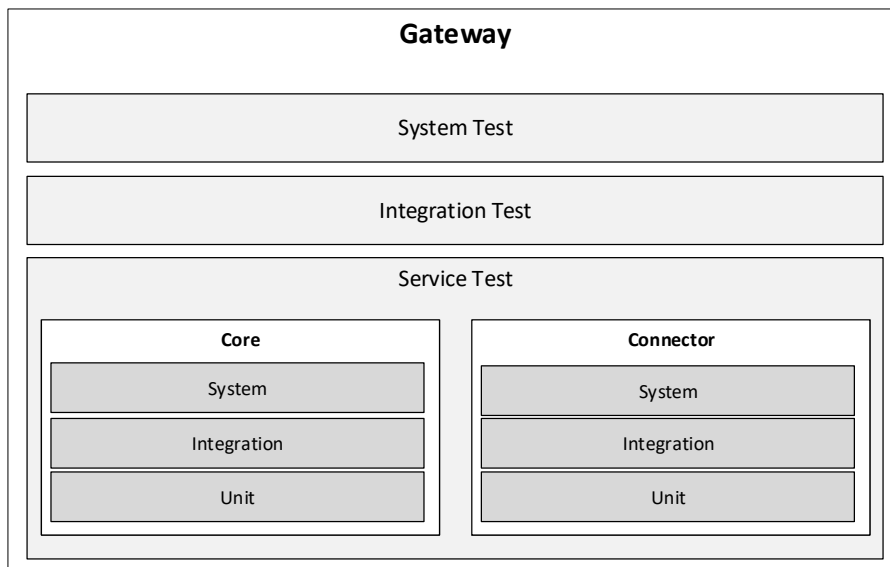 Gateway
System Test
Integration Test
Service Test
Core
System
Integration
Unit
Connector
System
Integration
Unit